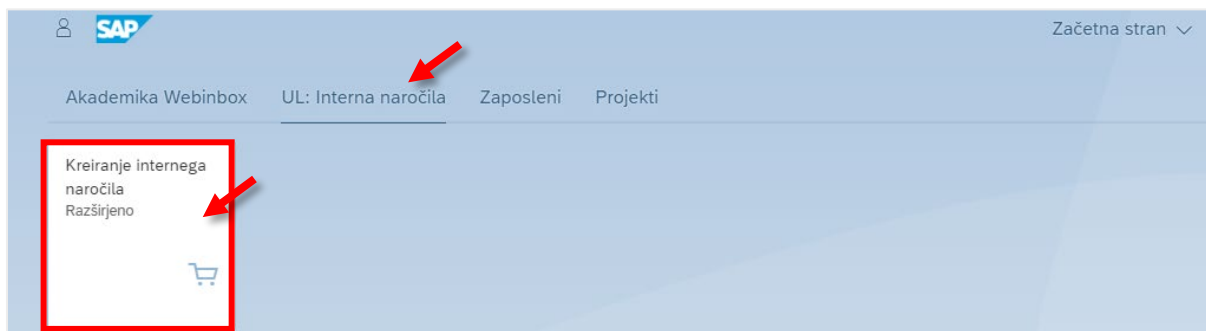 SAP
Začetna stran
Akademika Webinbox UL: Interna naročila Zaposleni Projekti
Kreiranje internega
naročila
Razširjeno